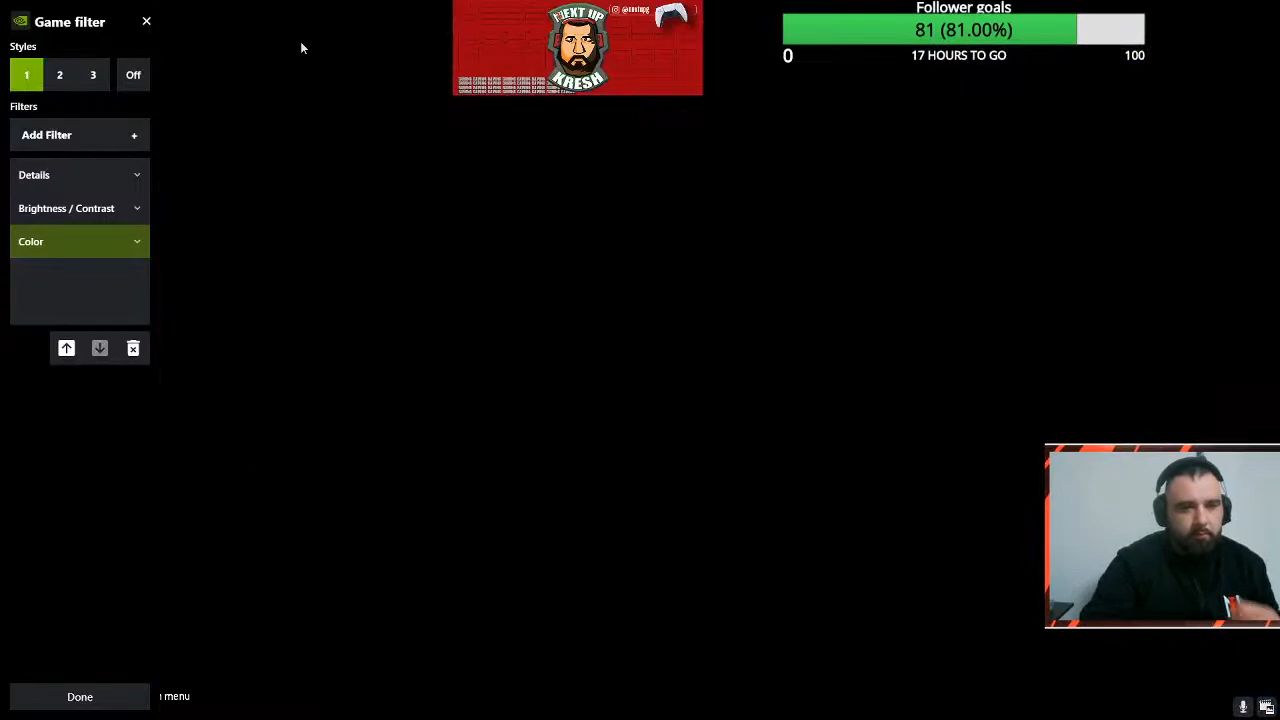 Game filter
Styles
1 2 3 Off
Filters
Add Filter +
Details
Brightness / Contrast
Color
Done
menu
NEXT UP
KRESH
Follower goals
81 (81.00%)
0 17 HOURS TO GO 100